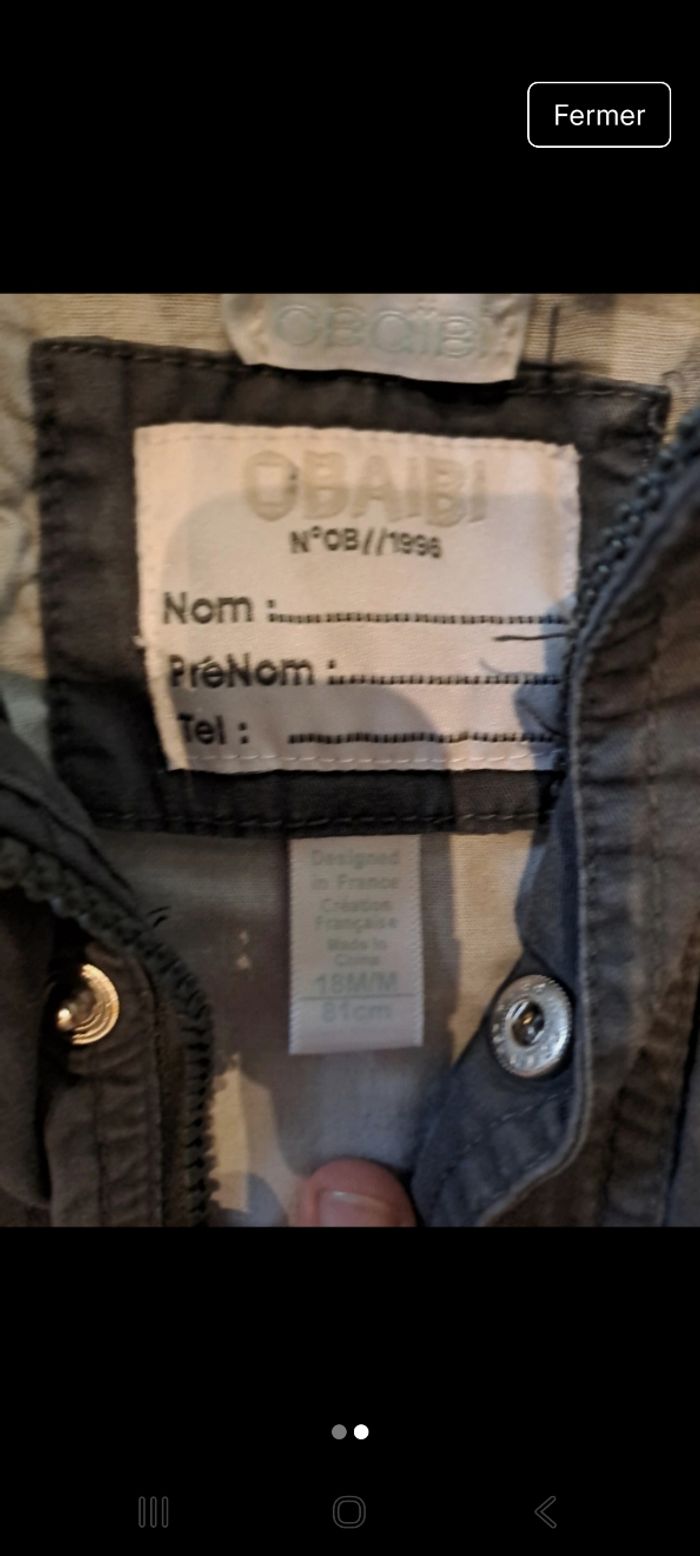 Fermer
OBAIBI
OBAIBI
N°OB//1996
Nom :
PréNom :
Tel :
Designed
in France
Création
Française
Made in
China
18M/M
81cm